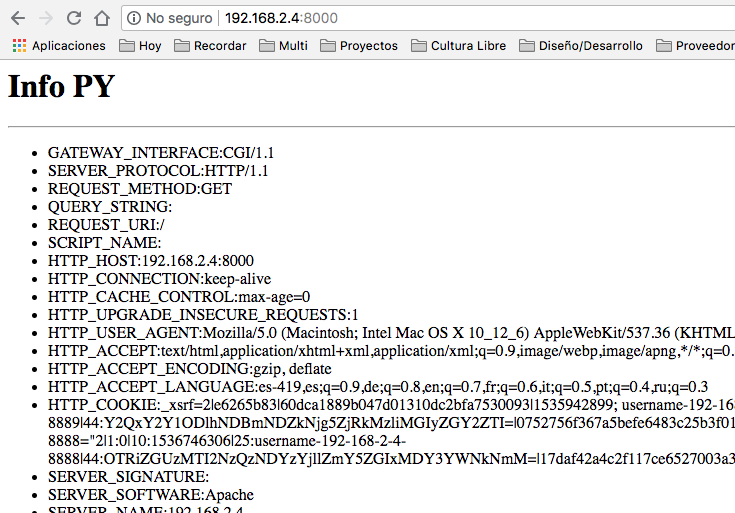 No seguro 192.168.2.4:8000
Aplicaciones Hoy Recordar Multi Proyectos Cultura Libre Diseño/Desarrollo Proveedor
Info PY
GATEWAY_INTERFACE:CGI/1.1
SERVER_PROTOCOL:HTTP/1.1
REQUEST_METHOD:GET
QUERY_STRING:
REQUEST_URI:/
SCRIPT_NAME:
HTTP_HOST:192.168.2.4:8000
HTTP_CONNECTION:keep-alive
HTTP_CACHE_CONTROL:max-age=0
HTTP_UPGRADE_INSECURE_REQUESTS:1
HTTP_USER_AGENT:Mozilla/5.0 (Macintosh; Intel Mac OS X 10_12_6) AppleWebKit/537.36 (KHTML
HTTP_ACCEPT:text/html,application/xhtml+xml,application/xml;q=0.9,image/webp,image/apng,*/*;q=0.
HTTP_ACCEPT_ENCODING:gzip, deflate
HTTP_ACCEPT_LANGUAGE:es-419,es;q=0.9,de;q=0.8,en;q=0.7,fr;q=0.6,it;q=0.5,pt;q=0.4,ru;q=0.3
HTTP_COOKIE:_xsrf=2|e6265b83|60dca1889b047d01310dc2bfa7530093|1535942899; username-192-168
8889|44:Y2QxY2Y1ODlhNDBmNDZkNjg5ZjRkMzliMGIyZGY2ZTI=|0752756f367a5befe6483c25b3f01
8888="2|1:0|10:1536746306|25:username-192-168-2-4-
8888|44:OTRiZGUzMTI2NzQzNDYzYjllZmY5ZGIxMDY3YWNkNmM=|17daf42a4c2f117ce6527003a3
SERVER_SIGNATURE:
SERVER_SOFTWARE:Apache
SERVER_NAME:192.168.2.4